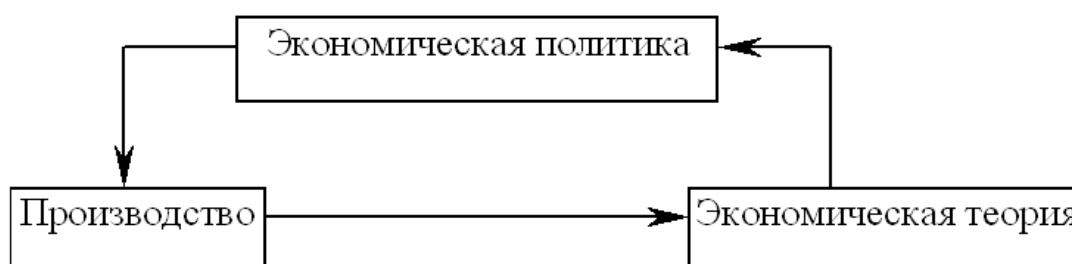 Экономическая политика
Производство
Экономическая теория